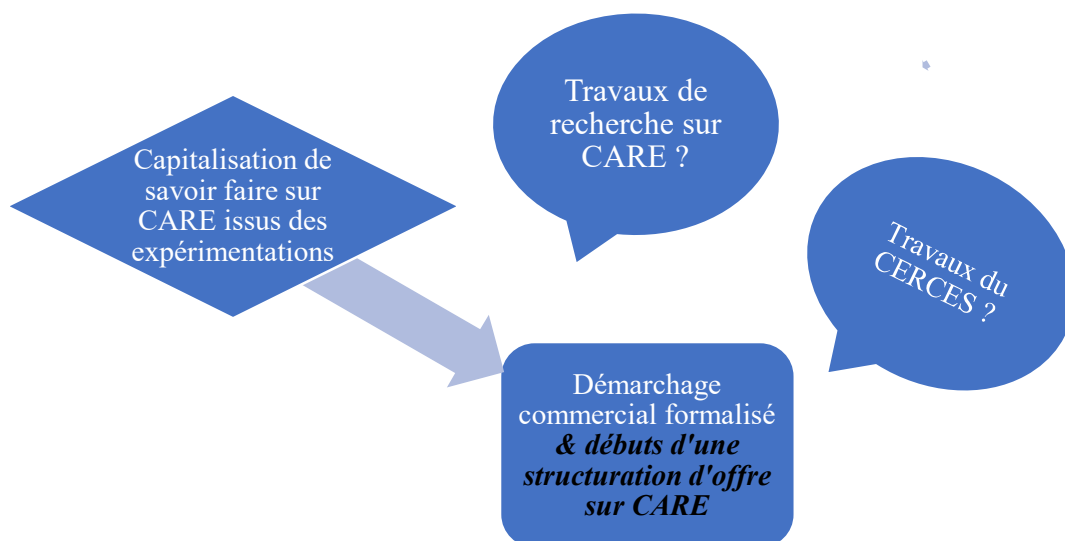 Capitalisation de
savoir faire sur
CARE issus des
expérimentations
Travaux de
recherche sur
CARE ?
Travaux du
CERCES ?
Démarchage
commercial formalisé
& débuts d'une
structuration d'offre
sur CARE